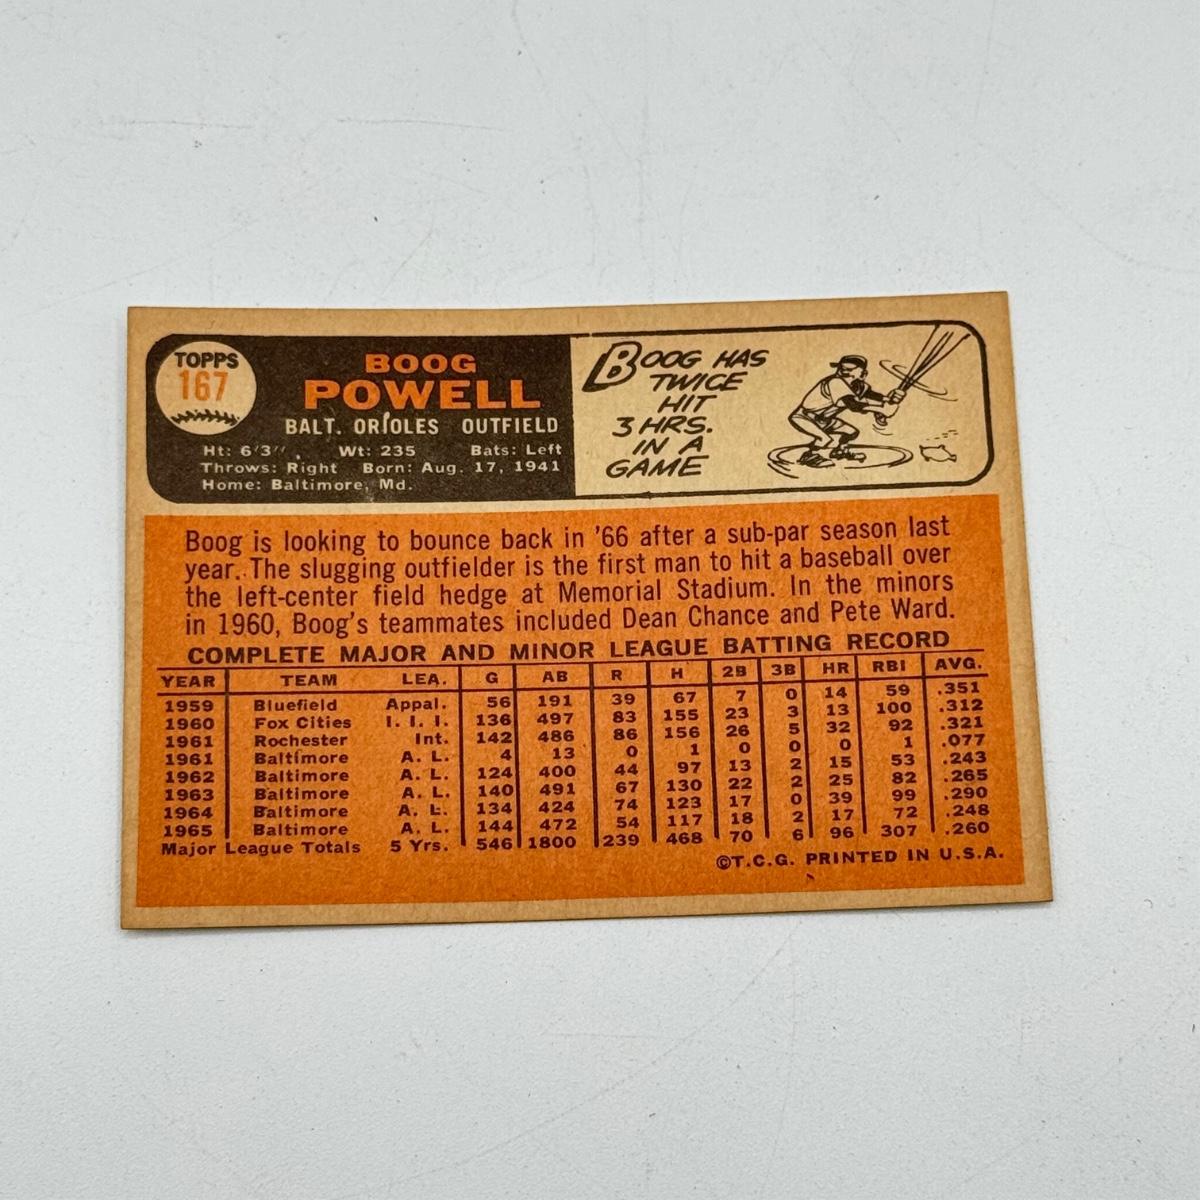 TOPPS
167
BOOG
POWELL
BALT. ORIOLES OUTFIELD
Ht: 6'3" Wt: 235 Bats: Left
Throws: Right Born: Aug. 17, 1941
Home: Baltimore, Md.
BOOG HAS
TWICE
HIT
3 HRS.
IN A
GAME
Boog is looking to bounce back in '66 after a sub-par season last
year. The slugging outfielder is the first man to hit a baseball over
the left-center field hedge at Memorial Stadium. In the minors
in 1960, Boog's teammates included Dean Chance and Pete Ward.
COMPLETE MAJOR AND MINOR LEAGUE BATTING RECORD
YEAR TEAM LEA. G AB R H 2B 3B HR RBI AVG.
1959 Bluefield Appal. 56 191 39 67 7 0 14 59 .351
1960 Fox Cities I. I. I. 136 497 83 155 23 3 13 100 .312
1961 Rochester Int. 142 486 86 156 26 5 32 92 .321
1961 Baltimore A. L. 4 13 0 1 0 0 0 1 .077
1962 Baltimore A. L. 124 400 44 97 13 2 15 53 .243
1963 Baltimore A. L. 140 491 67 130 22 2 25 82 .265
1964 Baltimore A. L. 134 424 74 123 17 0 39 99 .290
1965 Baltimore A. L. 144 472 54 117 18 2 17 72 .248
Major League Totals 5 Yrs. 546 1800 239 468 70 6 96 307 .260
©T.C.G. PRINTED IN U.S.A.